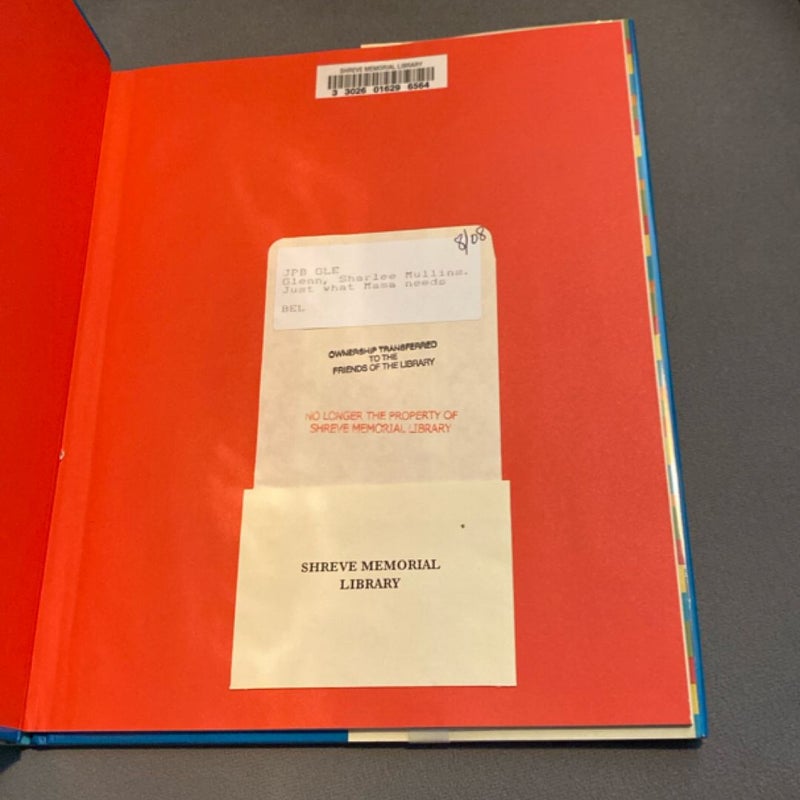 SHREVE MEMORIAL LIBRARY
3 3026 01629 6564
8/08
JPB GLE
Glenn, Sharlee Mullins.
Just what Mama needs
BEL
OWNERSHIP TRANSFERRED
TO THE
FRIENDS OF THE LIBRARY
NO LONGER THE PROPERTY OF
SHREVE MEMORIAL LIBRARY
SHREVE MEMORIAL
LIBRARY